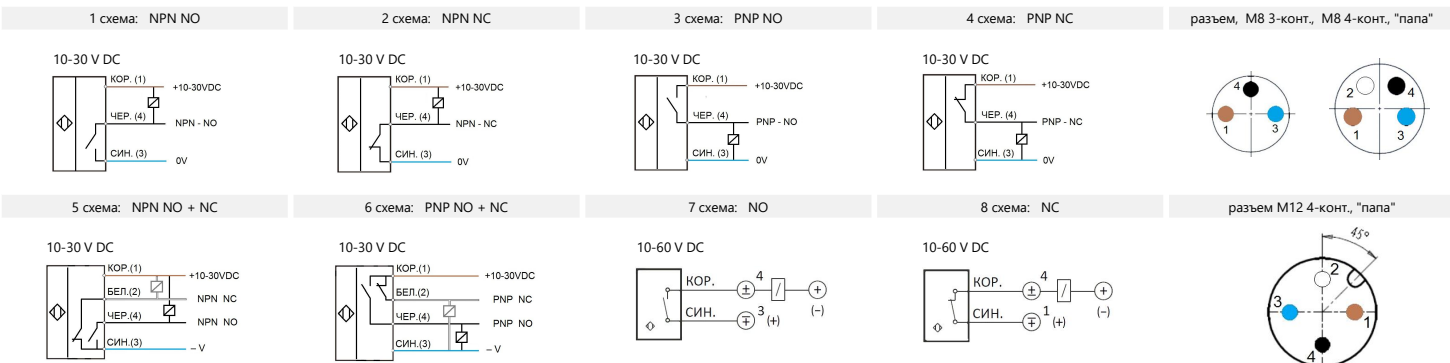 1 схема: NPN NO
2 схема: NPN NC
3 схема: PNP NO
4 схема: PNP NC
разъем, М8 3-конт., М8 4-конт., "папа"
10-30 V DC
КОР. (1)
+10-30VDC
ЧЕР. (4)
NPN - NO
СИН. (3)
0V
10-30 V DC
КОР. (1)
+10-30VDC
ЧЕР. (4)
NPN - NC
СИН. (3)
0V
10-30 V DC
КОР. (1)
+10-30VDC
ЧЕР. (4)
PNP - NO
СИН. (3)
0V
10-30 V DC
КОР. (1)
+10-30VDC
ЧЕР. (4)
PNP - NC
СИН. (3)
0V
4
1
3
2
4
1
3
5 схема: NPN NO + NC
6 схема: PNP NO + NC
7 схема: NO
8 схема: NC
разъем М12 4-конт., "папа"
10-30 V DC
КОР.(1)
+10-30VDC
БЕЛ.(2)
NPN NC
ЧЕР.(4)
NPN NO
СИН.(3)
– V
10-30 V DC
КОР.(1)
+10-30VDC
БЕЛ.(2)
PNP NC
ЧЕР.(4)
PNP NO
СИН.(3)
– V
10-60 V DC
КОР.
±
4
+
(-)
СИН.
∓
3
(+)
10-60 V DC
КОР.
±
4
+
(-)
СИН.
∓
1
(+)
45°
2
3
1
4